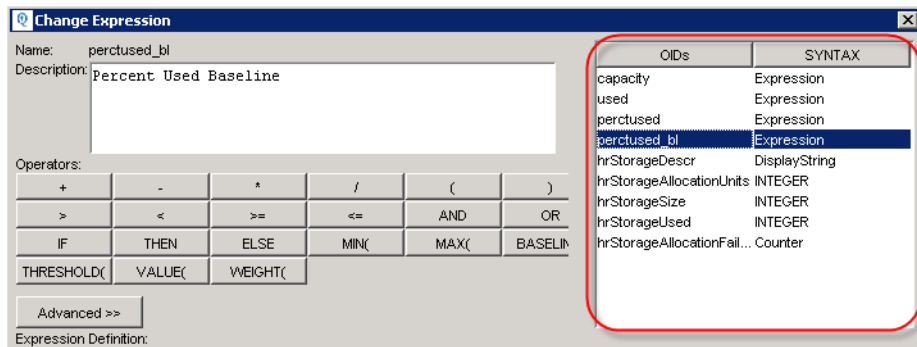 Change Expression
Name: perctused_bl
Description: Percent Used Baseline
Operators:
+ - * / ( )
> < >= <= AND OR
IF THEN ELSE MIN( MAX( BASELIN
THRESHOLD( VALUE( WEIGHT(
Advanced >>
Expression Definition:
OIDs SYNTAX
capacity Expression
used Expression
perctused Expression
perctused_bl Expression
hrStorageDescr DisplayString
hrStorageAllocationUnits INTEGER
hrStorageSize INTEGER
hrStorageUsed INTEGER
hrStorageAllocationFail... Counter